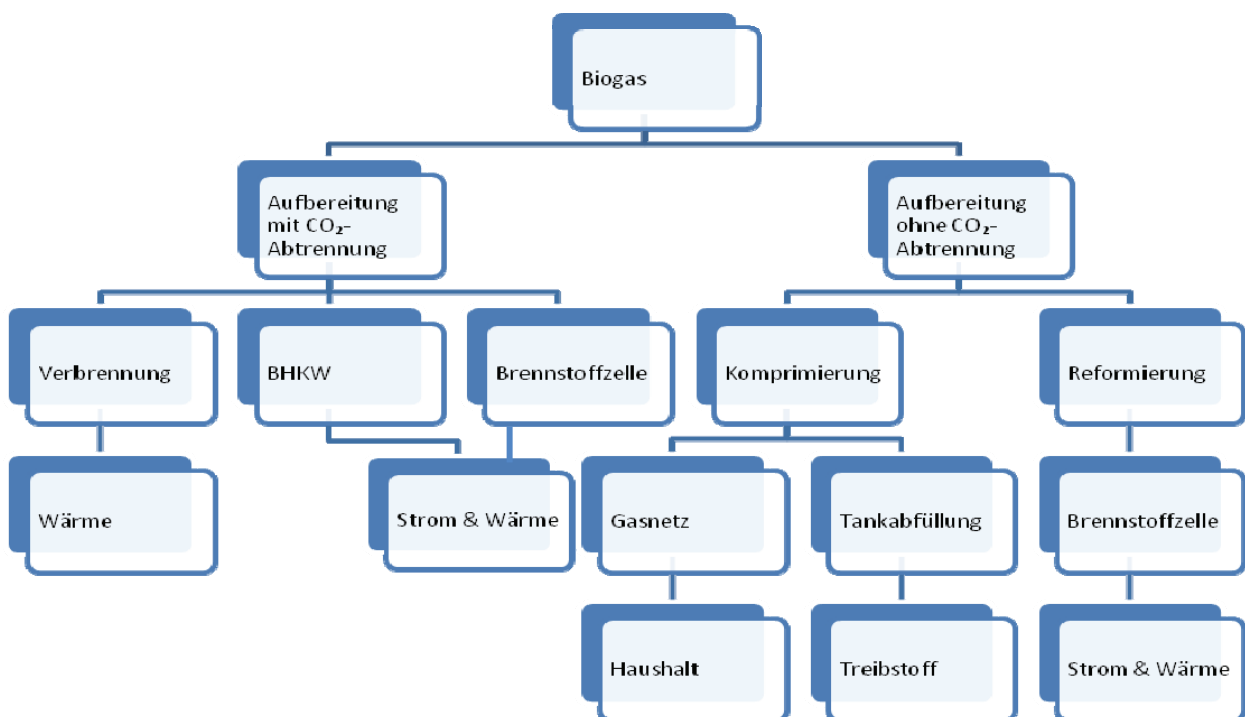 Biogas
Aufbereitung
mit CO₂-
Abtrennung
Aufbereitung
ohne CO₂-
Abtrennung
Verbrennung
BHKW
Brennstoffzelle
Komprimierung
Reformierung
Wärme
Strom & Wärme
Gasnetz
Tankabfüllung
Brennstoffzelle
Haushalt
Treibstoff
Strom & Wärme